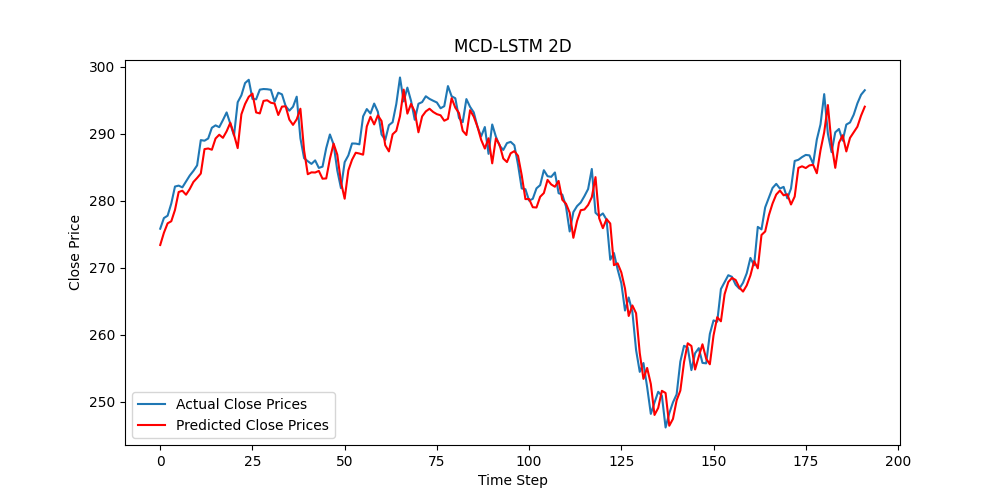 MCD-LSTM 2D
Close Price
300
290
280
270
260
250
Actual Close Prices
Predicted Close Prices
0 25 50 75 100 125 150 175 200
Time Step